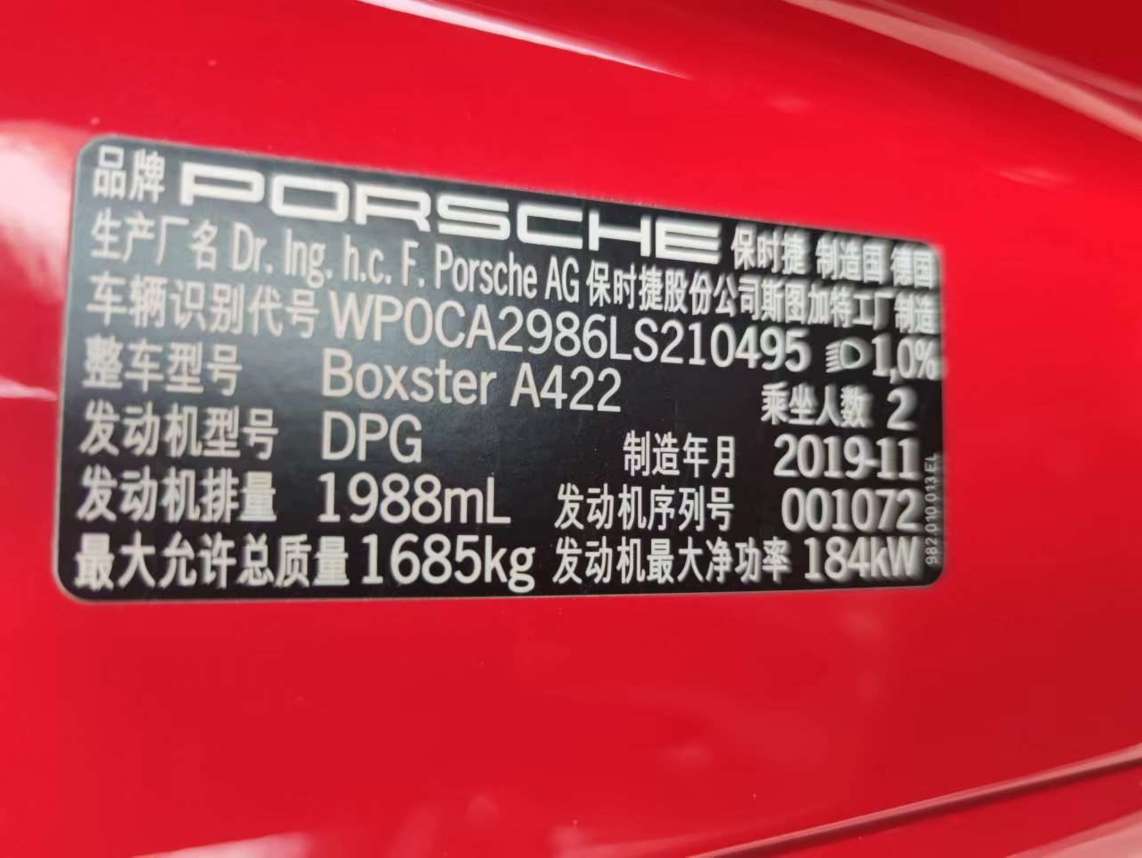 品牌 PORSCHE 保时捷 制造国 德国
生产厂名 Dr. Ing. h.c. F. Porsche AG 保时捷股份公司斯图加特工厂制造
车辆识别代号 WP0CA2986LS210495 1,0%
整车型号 Boxster A422 乘坐人数 2
发动机型号 DPG 制造年月 2019-11
发动机排量 1988mL 发动机序列号 001072
最大允许总质量 1685kg 发动机最大净功率 184kW
982 010 013 EL